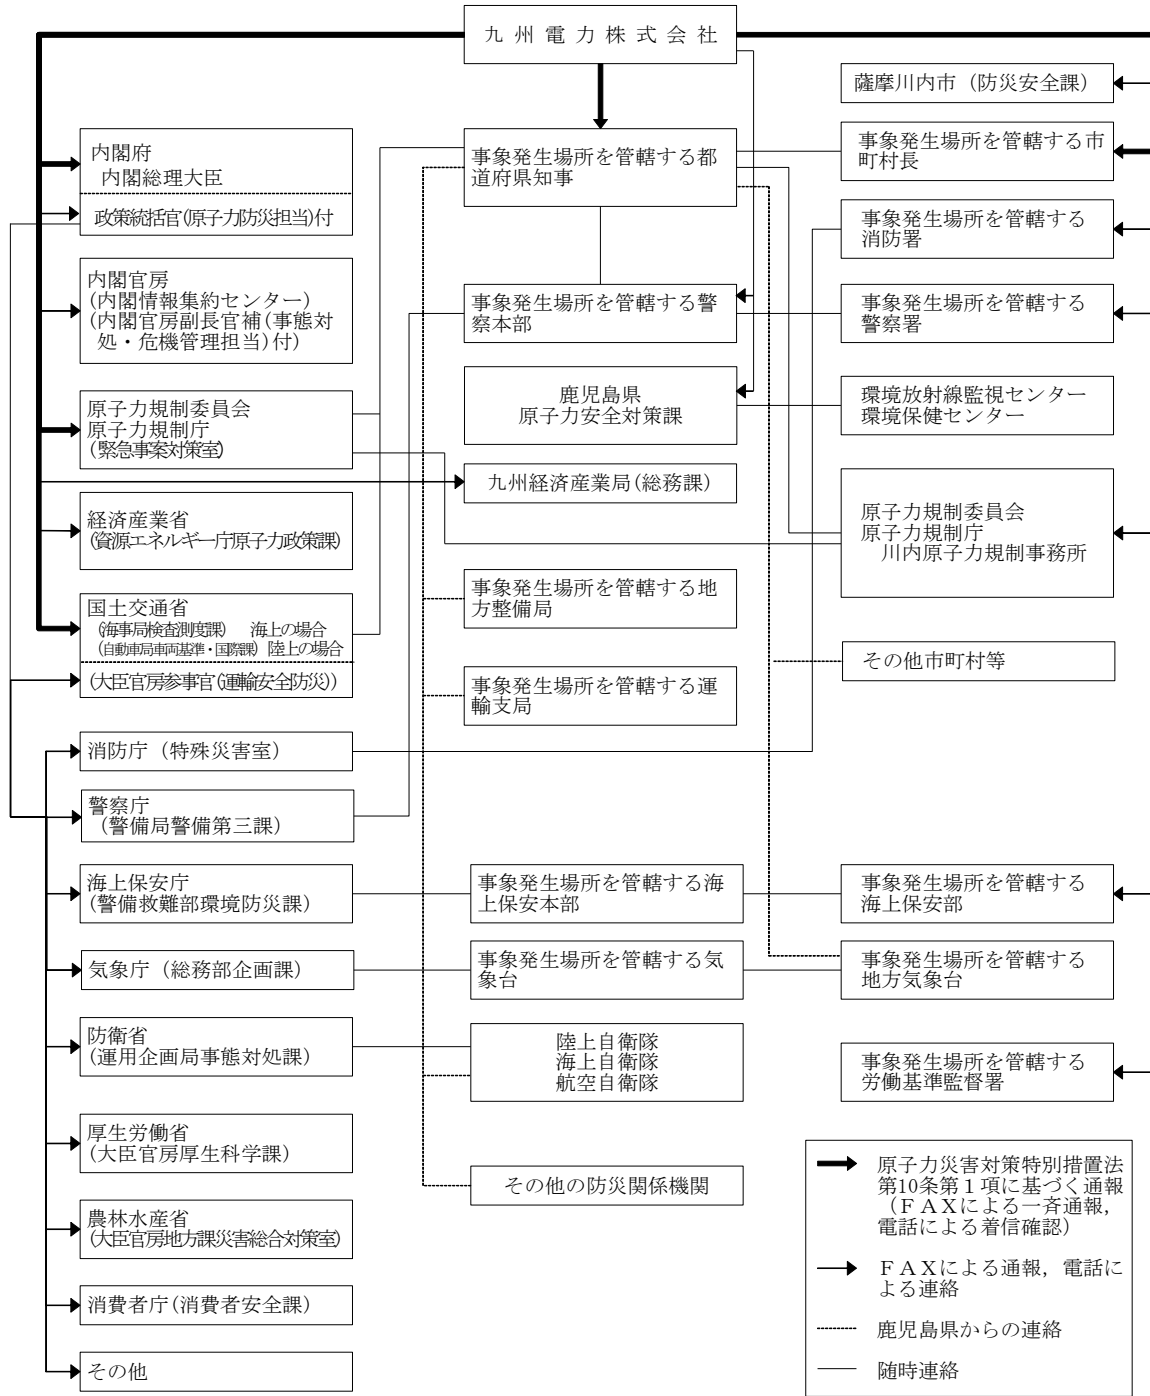 九州電力株式会社
内閣府
内閣総理大臣
政策統括官(原子力防災担当)付
内閣官房
(内閣情報集約センター)
(内閣官房副長官補(事態対
処・危機管理担当)付)
原子力規制委員会
原子力規制庁
(緊急事案対策室)
経済産業省
(資源エネルギー庁原子力政策課)
国土交通省
(海事局検査測度課) 海上の場合
(自動車局車両基準・国際課) 陸上の場合
(大臣官房参事官(運輸安全防災))
消防庁(特殊災害室)
警察庁
(警備局警備第三課)
海上保安庁
(警備救難部環境防災課)
気象庁(総務部企画課)
防衛省
(運用企画局事態対処課)
厚生労働省
(大臣官房厚生科学課)
農林水産省
(大臣官房地方課災害総合対策室)
消費者庁(消費者安全課)
その他
事象発生場所を管轄する都
道府県知事
事象発生場所を管轄する警
察本部
鹿児島県
原子力安全対策課
九州経済産業局(総務課)
事象発生場所を管轄する地
方整備局
事象発生場所を管轄する運
輸支局
事象発生場所を管轄する海
上保安本部
事象発生場所を管轄する気
象台
陸上自衛隊
海上自衛隊
航空自衛隊
その他の防災関係機関
薩摩川内市(防災安全課)
事象発生場所を管轄する市
町村長
事象発生場所を管轄する
消防署
事象発生場所を管轄する
警察署
環境放射線監視センター
環境保健センター
原子力規制委員会
原子力規制庁
川内原子力規制事務所
その他市町村等
事象発生場所を管轄する
海上保安部
事象発生場所を管轄する
地方気象台
事象発生場所を管轄する
労働基準監督署
原子力災害対策特別措置法
第10条第１項に基づく通報
(ＦＡＸによる一斉通報，
電話による着信確認)
ＦＡＸによる通報，電話に
よる連絡
鹿児島県からの連絡
随時連絡